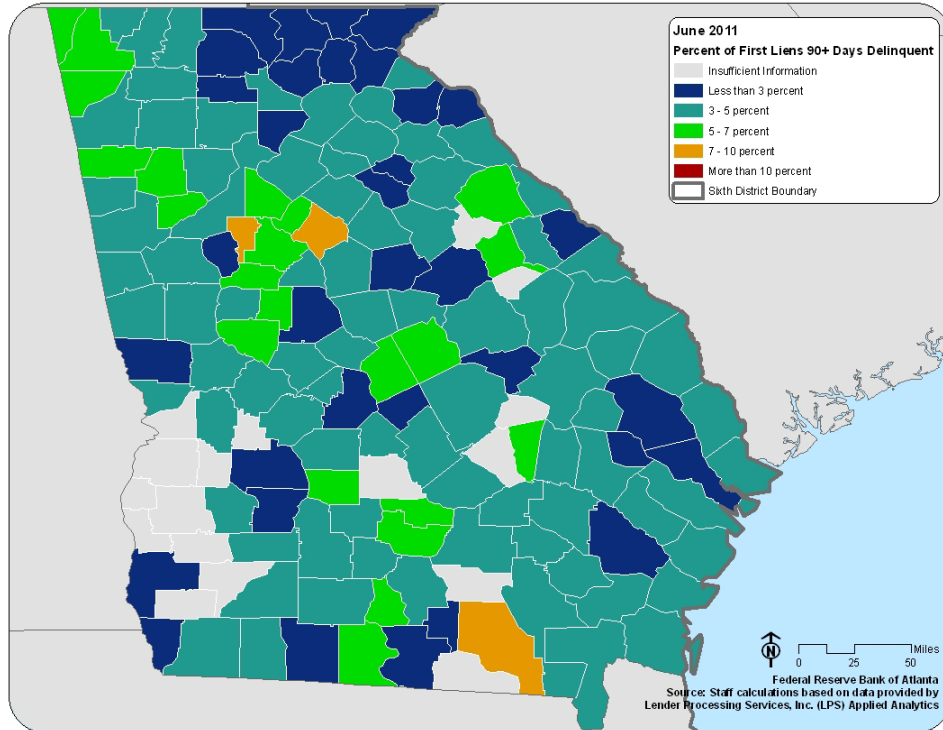 June 2011
Percent of First Liens 90+ Days Delinquent
Insufficient Information
Less than 3 percent
3 - 5 percent
5 - 7 percent
7 - 10 percent
More than 10 percent
Sixth District Boundary
N
Miles
0 25 50
Federal Reserve Bank of Atlanta
Source: Staff calculations based on data provided by
Lender Processing Services, Inc. (LPS) Applied Analytics